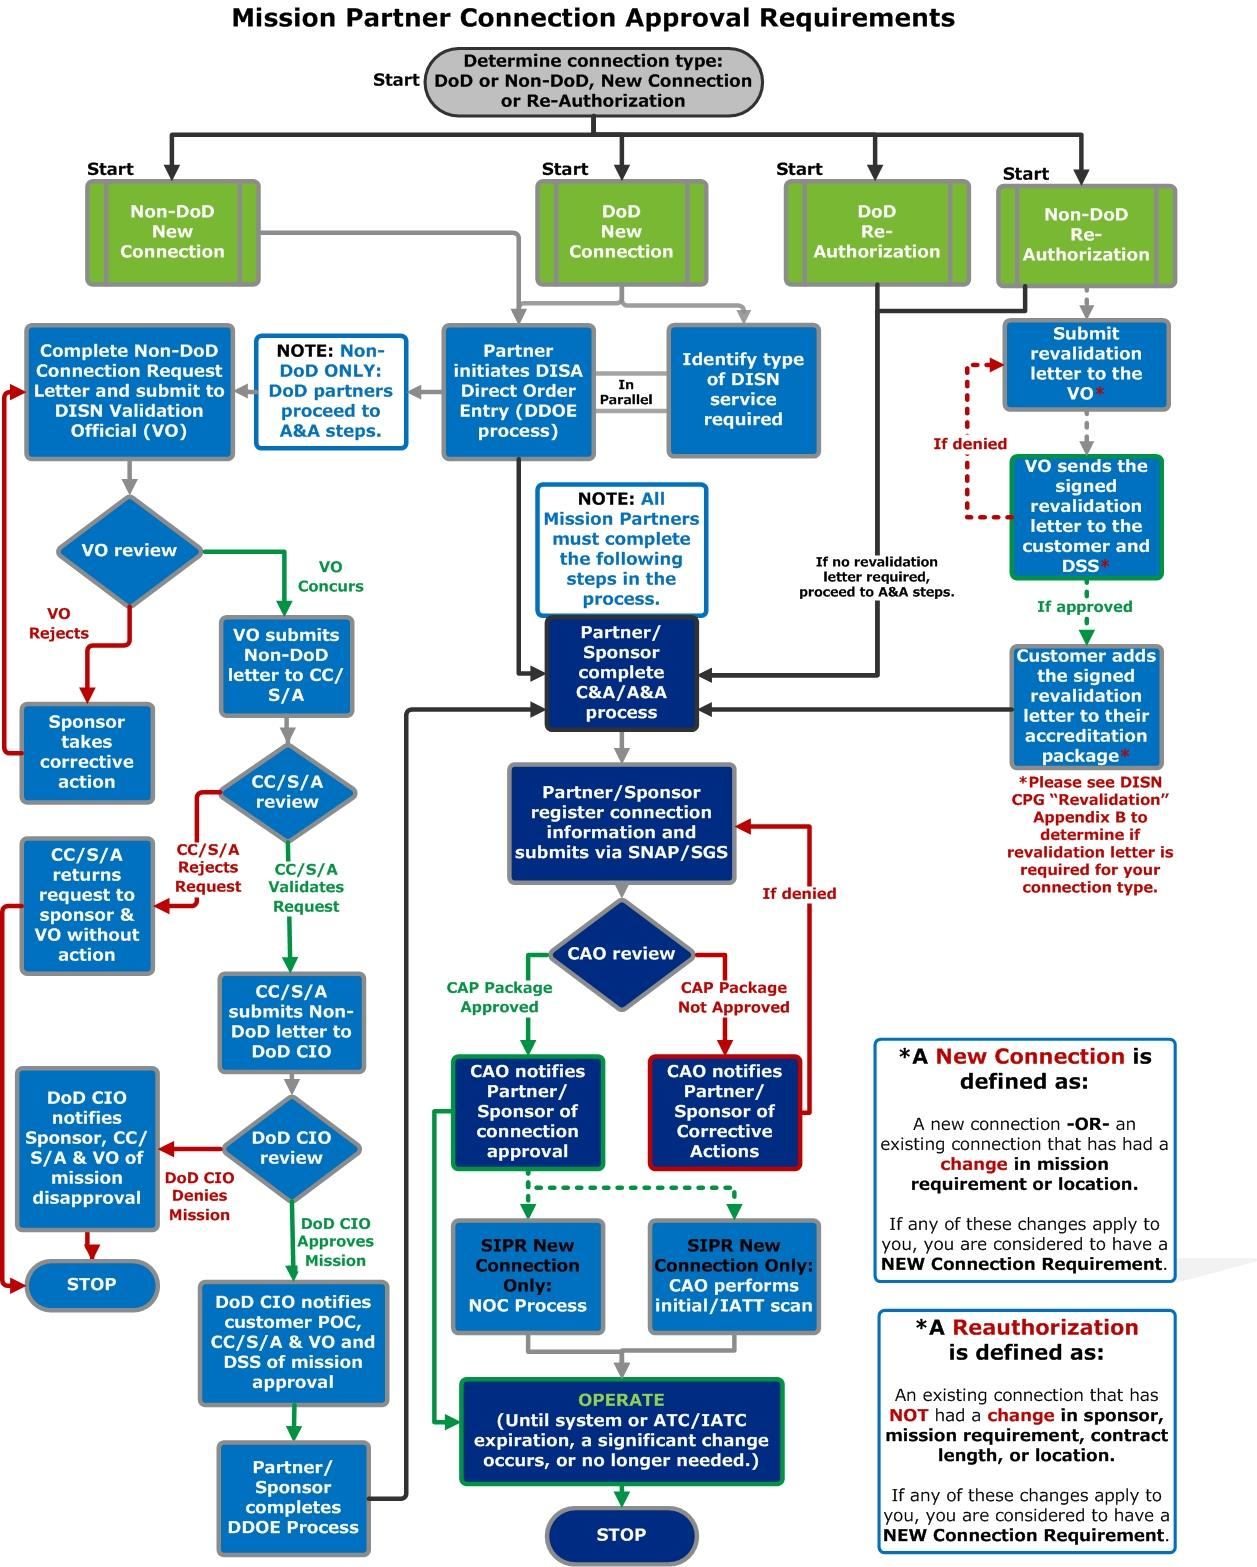 Mission Partner Connection Approval Requirements
Start
Determine connection type:
DoD or Non-DoD, New Connection
or Re-Authorization
Start
Non-DoD
New
Connection
Start
DoD
New
Connection
Start
DoD
Re-
Authorization
Start
Non-DoD
Re-
Authorization
Complete Non-DoD
Connection Request
Letter and submit to
DISN Validation
Official (VO)
NOTE: Non-
DoD ONLY:
DoD partners
proceed to
A&A steps.
Partner
initiates DISA
Direct Order
Entry (DDOE
process)
In
Parallel
Identify type
of DISN
service
required
Submit
revalidation
letter to the
VO*
If denied
VO sends the
signed
revalidation
letter to the
customer and
DSS*
If approved
Customer adds
the signed
revalidation
letter to their
accreditation
package*
*Please see DISN
CPG “Revalidation”
Appendix B to
determine if
revalidation letter is
required for your
connection type.
If no revalidation
letter required,
proceed to A&A steps.
NOTE: All
Mission Partners
must complete
the following
steps in the
process.
Partner/
Sponsor
complete
C&A/A&A
process
VO review
VO
Concurs
VO
Rejects
VO submits
Non-DoD
letter to CC/
S/A
Sponsor
takes
corrective
action
CC/S/A
review
CC/S/A
Rejects
Request
CC/S/A
Validates
Request
CC/S/A
returns
request to
sponsor &
VO without
action
CC/S/A
submits Non-
DoD letter to
DoD CIO
DoD CIO
review
DoD CIO
Denies
Mission
DoD CIO
notifies
Sponsor, CC/
S/A & VO of
mission
disapproval
STOP
DoD CIO
Approves
Mission
DoD CIO notifies
customer POC,
CC/S/A & VO and
DSS of mission
approval
Partner/
Sponsor
completes
DDOE Process
Partner/Sponsor
register connection
information and
submits via SNAP/SGS
If denied
CAO review
CAP Package
Approved
CAP Package
Not Approved
CAO notifies
Partner/
Sponsor of
connection
approval
CAO notifies
Partner/
Sponsor of
Corrective
Actions
SIPR New
Connection
Only:
NOC Process
SIPR New
Connection Only:
CAO performs
initial/IATT scan
OPERATE
(Until system or ATC/IATC
expiration, a significant change
occurs, or no longer needed.)
STOP
*A New Connection is
defined as:
A new connection -OR- an
existing connection that has had a
change in mission
requirement or location.
If any of these changes apply to
you, you are considered to have a
NEW Connection Requirement.
*A Reauthorization
is defined as:
An existing connection that has
NOT had a change in sponsor,
mission requirement, contract
length, or location.
If any of these changes apply to
you, you are considered to have a
NEW Connection Requirement.